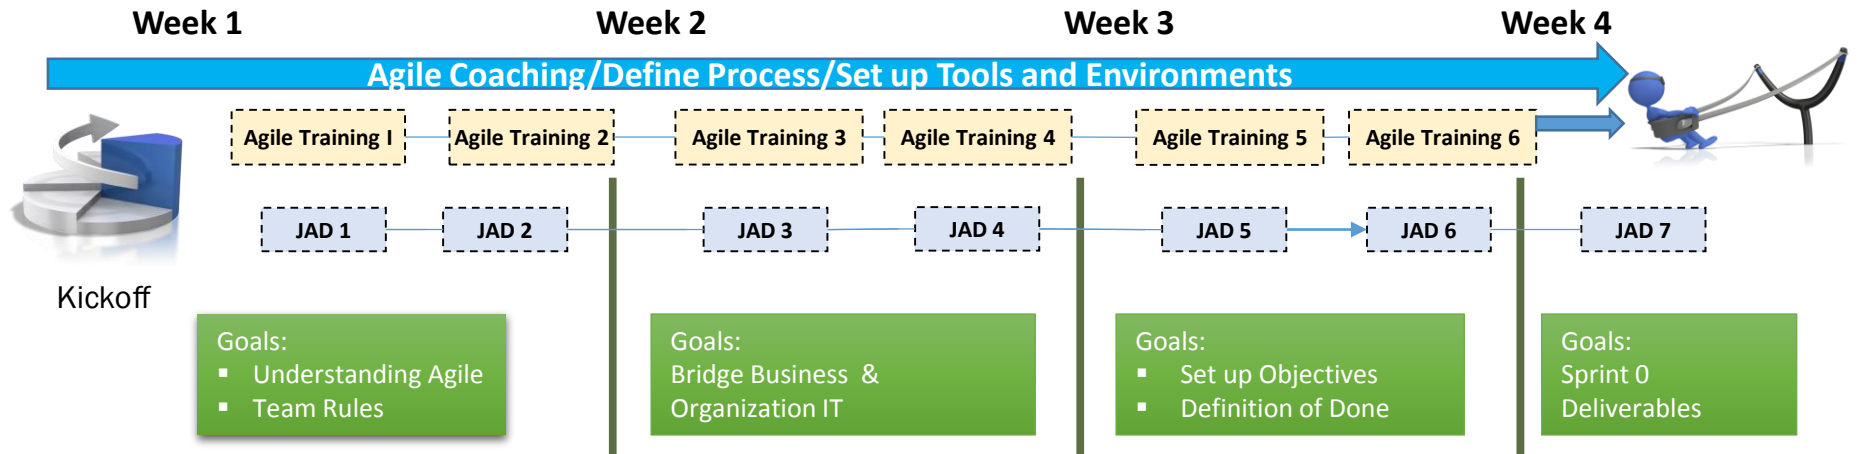 Week 1
Week 2
Week 3
Week 4
Agile Coaching/Define Process/Set up Tools and Environments
Agile Training I
Agile Training 2
Agile Training 3
Agile Training 4
Agile Training 5
Agile Training 6
JAD 1
JAD 2
JAD 3
JAD 4
JAD 5
JAD 6
JAD 7
Kickoff
Goals:
▪ Understanding Agile
▪ Team Rules
Goals:
Bridge Business &
Organization IT
Goals:
▪ Set up Objectives
▪ Definition of Done
Goals:
Sprint 0
Deliverables